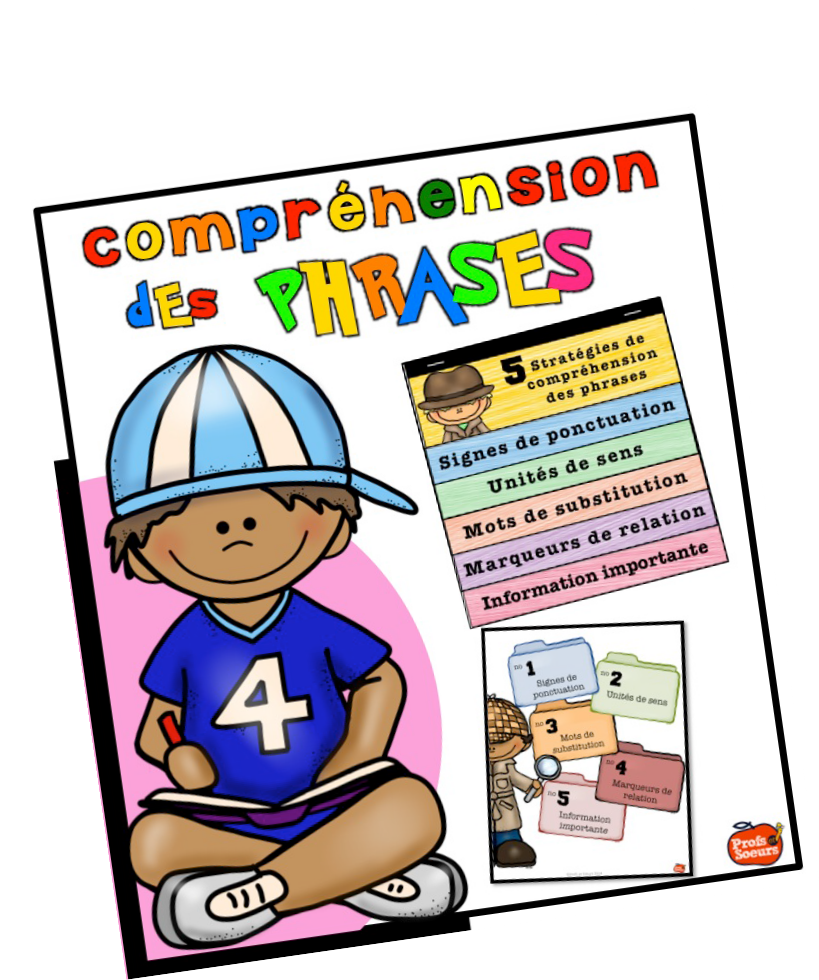 compréhension
des PHRASES
5 Stratégies de
compréhension
des phrases
Signes de ponctuation
Unités de sens
Mots de substitution
Marqueurs de relation
Information importante
4
no 1
Signes de
ponctuation
no 2
Unités de sens
no 3
Mots de
substitution
no 4
Marqueurs de
relation
no 5
Information
importante
Profs
Soeurs